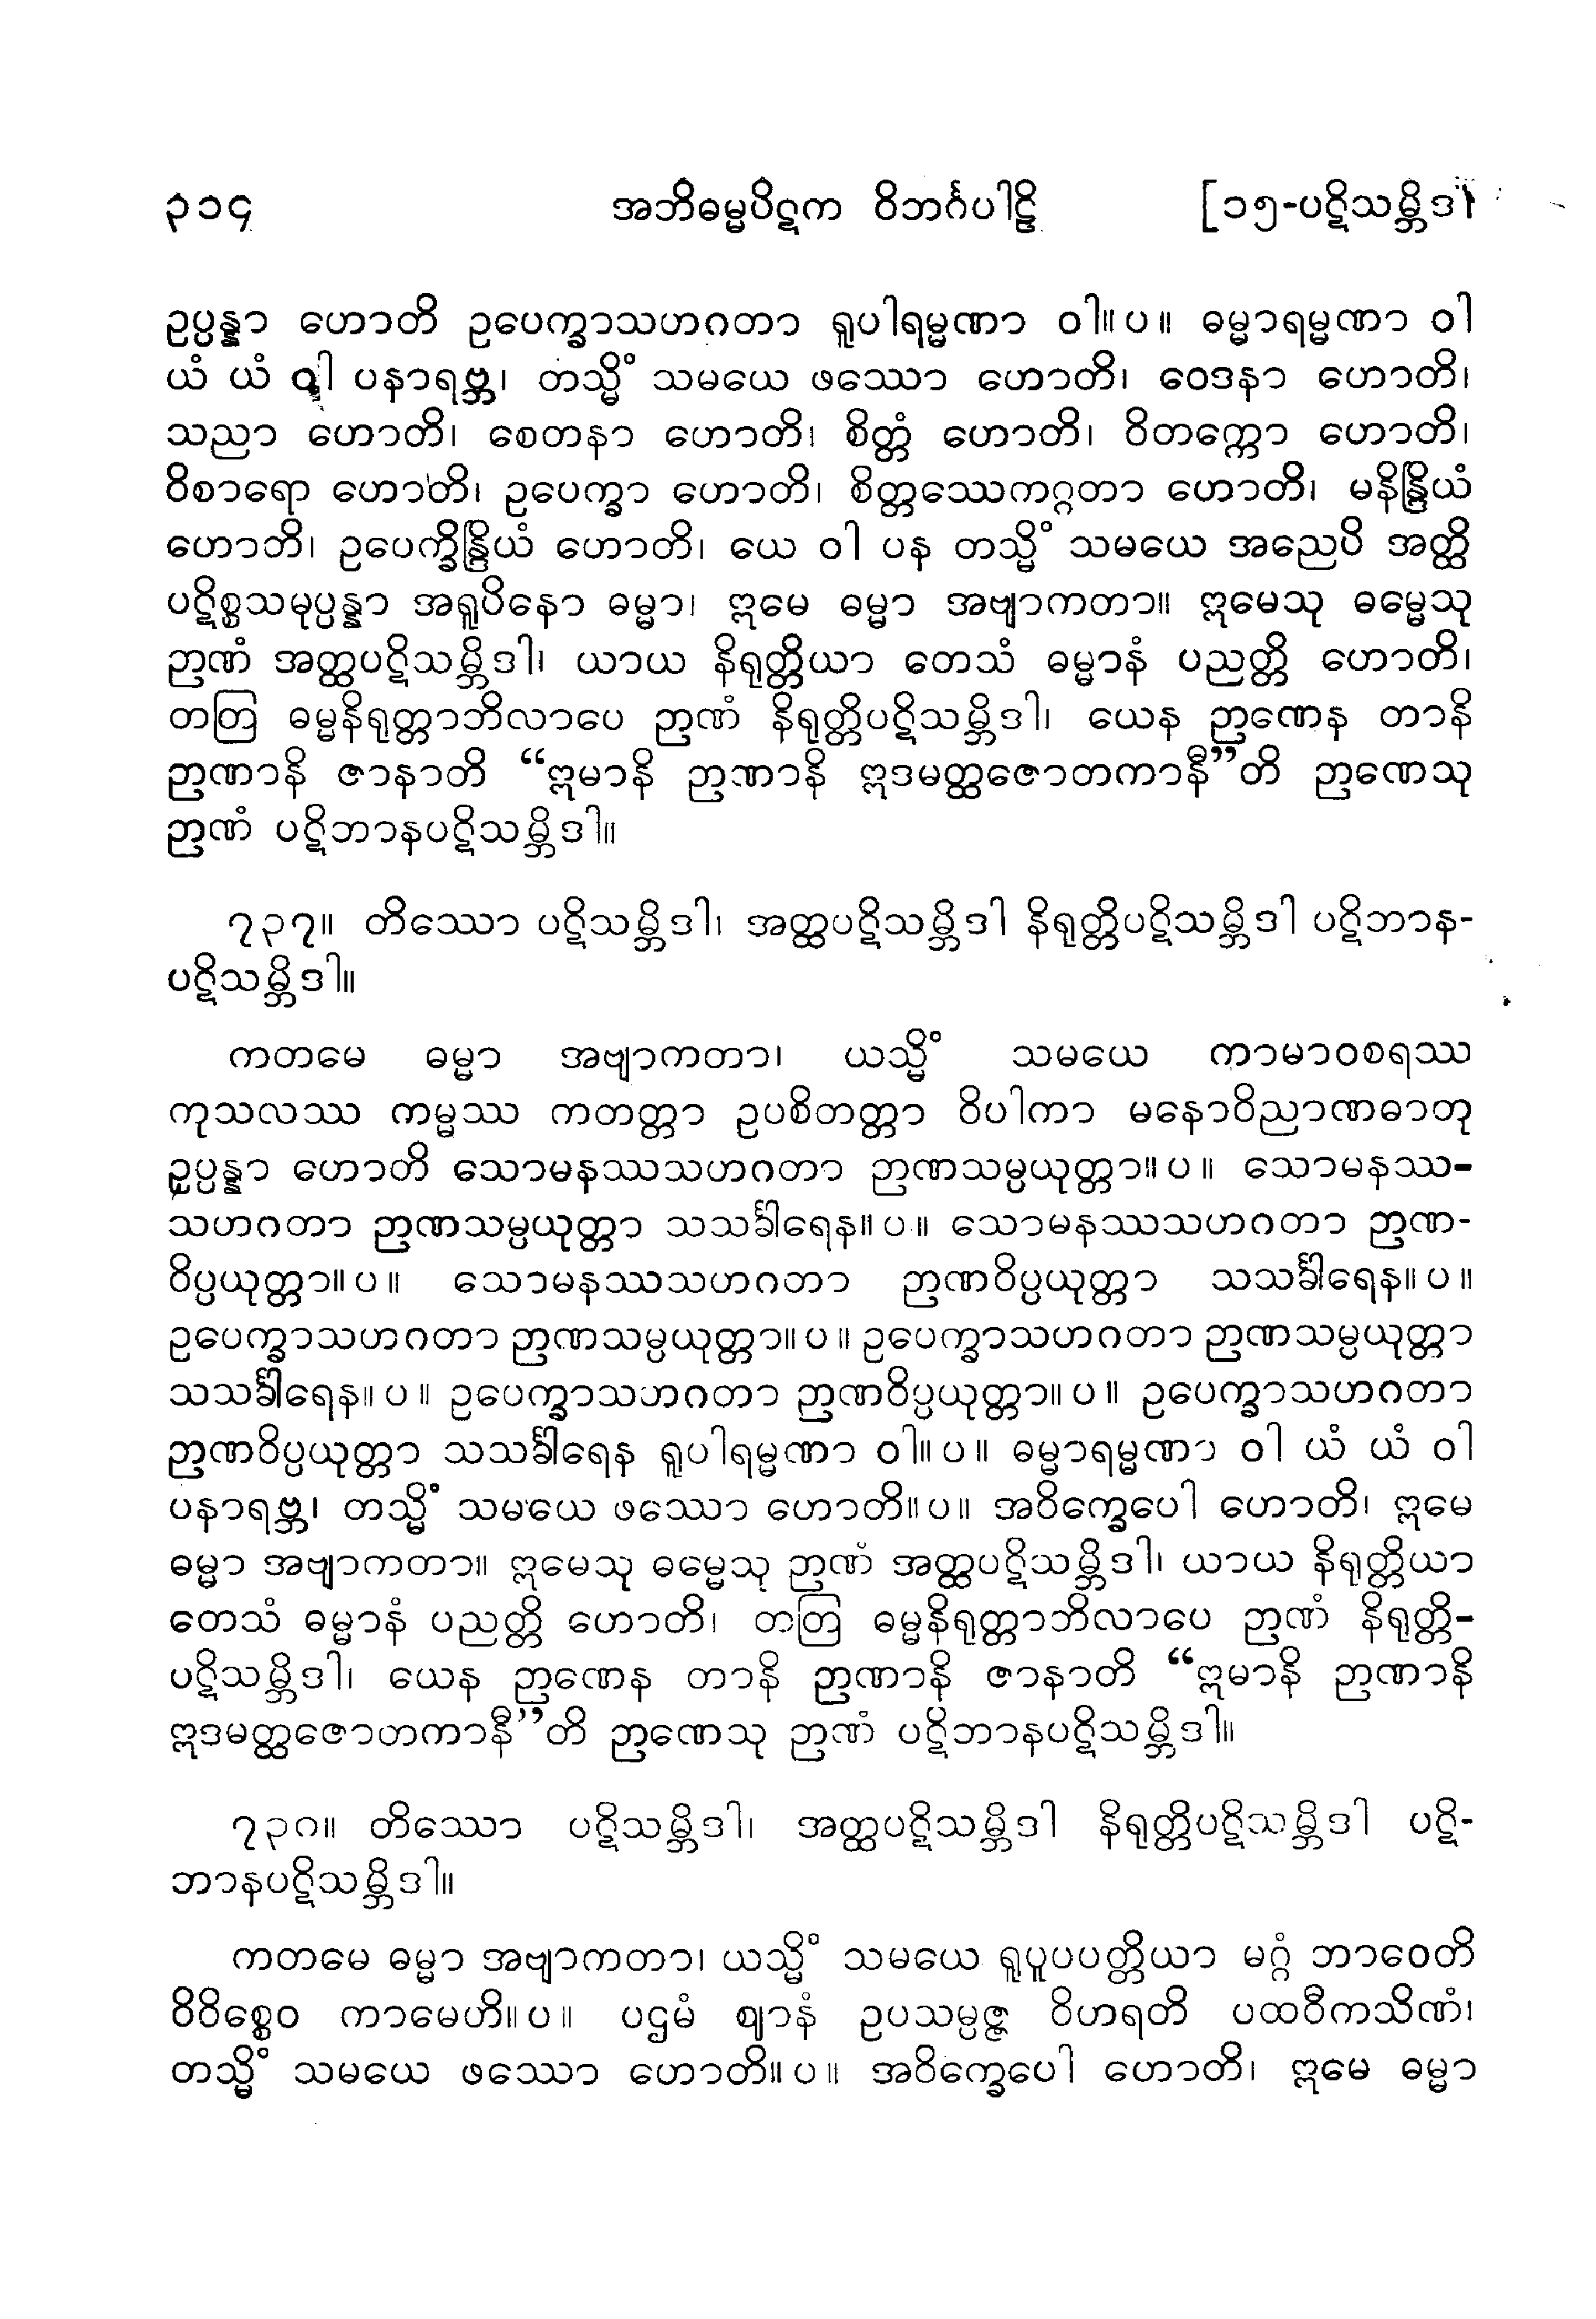 ၃၁၄ အဘိဓမ္မပိဋက ဝိဘင်္ဂပါဠိ [၁၅-ပဋိသမ္ဘိဒါ
ဥပ္ပန္နာ ဟောတိ ဥပေက္ခာသဟဂတာ ရူပါရမ္မဏာ ဝါ။ပ။ ဓမ္မာရမ္မဏာ ဝါ
ယံ ယံ ဝါ ပနာရဗ္ဘ၊ တသ္မိံ သမယေ ဖဿော ဟောတိ၊ ဝေဒနာ ဟောတိ၊
သညာ ဟောတိ၊ စေတနာ ဟောတိ၊ စိတ္တံ ဟောတိ၊ ဝိတက္ကော ဟောတိ၊
ဝိစာရော ဟောတိ၊ ဥပေက္ခာ ဟောတိ၊ စိတ္တဿေကဂ္ဂတာ ဟောတိ၊ မနိန္ဒြိယံ
ဟောတိ၊ ဥပေက္ခိန္ဒြိယံ ဟောတိ၊ ယေ ဝါ ပန တသ္မိံ သမယေ အညေပိ အတ္ထိ
ပဋိစ္စသမုပ္ပန္နာ အရူပိနော ဓမ္မာ၊ ဣမေ ဓမ္မာ အဗျာကတာ။ ဣမေသု ဓမ္မေသု
ဉာဏံ အတ္ထပဋိသမ္ဘိဒါ၊ ယာယ နိရုတ္တိယာ တေသံ ဓမ္မာနံ ပညတ္တိ ဟောတိ၊
တတြ ဓမ္မနိရုတ္တာဘိလာပေ ဉာဏံ နိရုတ္တိပဋိသမ္ဘိဒါ၊ ယေန ဉာဏေန တာနိ
ဉာဏာနိ ဇာနာတိ “ဣမာနိ ဉာဏာနိ ဣဒမတ္ထဇောတကာနီ”တိ ဉာဏေသု
ဉာဏံ ပဋိဘာနပဋိသမ္ဘိဒါ။
၇၃၇။ တိဿော ပဋိသမ္ဘိဒါ၊ အတ္ထပဋိသမ္ဘိဒါ နိရုတ္တိပဋိသမ္ဘိဒါ ပဋိဘာန-
ပဋိသမ္ဘိဒါ။
ကတမေ ဓမ္မာ အဗျာကတာ၊ ယသ္မိံ သမယေ ကာမာဝစရဿ
ကုသလဿ ကမ္မဿ ကတတ္တာ ဥပစိတတ္တာ ဝိပါကာ မနောဝိညာဏဓာတု
ဥပ္ပန္နာ ဟောတိ သောမနဿသဟဂတာ ဉာဏသမ္ပယုတ္တာ။ပ။ သောမနဿ-
သဟဂတာ ဉာဏသမ္ပယုတ္တာ သသင်္ခါရေန။ပ။ သောမနဿသဟဂတာ ဉာဏ-
ဝိပ္ပယုတ္တာ။ပ။ သောမနဿသဟဂတာ ဉာဏဝိပ္ပယုတ္တာ သသင်္ခါရေန။ပ။
ဥပေက္ခာသဟဂတာ ဉာဏသမ္ပယုတ္တာ။ပ။ ဥပေက္ခာသဟဂတာ ဉာဏသမ္ပယုတ္တာ
သသင်္ခါရေန။ပ။ ဥပေက္ခာသဟဂတာ ဉာဏဝိပ္ပယုတ္တာ။ပ။ ဥပေက္ခာသဟဂတာ
ဉာဏဝိပ္ပယုတ္တာ သသင်္ခါရေန ရူပါရမ္မဏာ ဝါ။ပ။ ဓမ္မာရမ္မဏာ ဝါ ယံ ယံ ဝါ
ပနာရဗ္ဘ၊ တသ္မိံ သမယေ ဖဿော ဟောတိ။ပ။ အဝိက္ခေပေါ ဟောတိ၊ ဣမေ
ဓမ္မာ အဗျာကတာ။ ဣမေသု ဓမ္မေသု ဉာဏံ အတ္ထပဋိသမ္ဘိဒါ၊ ယာယ နိရုတ္တိယာ
တေသံ ဓမ္မာနံ ပညတ္တိ ဟောတိ၊ တတြ ဓမ္မနိရုတ္တာဘိလာပေ ဉာဏံ နိရုတ္တိ-
ပဋိသမ္ဘိဒါ၊ ယေန ဉာဏေန တာနိ ဉာဏာနိ ဇာနာတိ “ဣမာနိ ဉာဏာနိ
ဣဒမတ္ထဇောတကာနီ”တိ ဉာဏေသု ဉာဏံ ပဋိဘာနပဋိသမ္ဘိဒါ။
၇၃၈။ တိဿော ပဋိသမ္ဘိဒါ၊ အတ္ထပဋိသမ္ဘိဒါ နိရုတ္တိပဋိသမ္ဘိဒါ ပဋိ-
ဘာနပဋိသမ္ဘိဒါ။
ကတမေ ဓမ္မာ အဗျာကတာ၊ ယသ္မိံ သမယေ ရူပူပပတ္တိယာ မဂ္ဂံ ဘာဝေတိ
ဝိဝိစ္စေဝ ကာမေဟိ။ပ။ ပဌမံ ဈာနံ ဥပသမ္ပဇ္ဇ ဝိဟရတိ ပထဝီကသိဏံ၊
တသ္မိံ သမယေ ဖဿော ဟောတိ။ပ။ အဝိက္ခေပေါ ဟောတိ၊ ဣမေ ဓမ္မာ